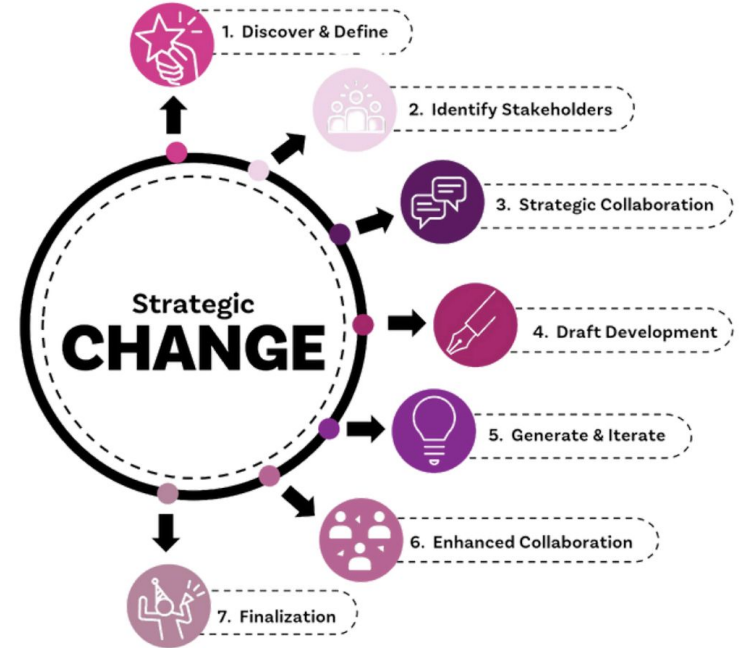 1. Discover & Define
2. Identify Stakeholders
3. Strategic Collaboration
Strategic
CHANGE
4. Draft Development
5. Generate & Iterate
6. Enhanced Collaboration
7. Finalization